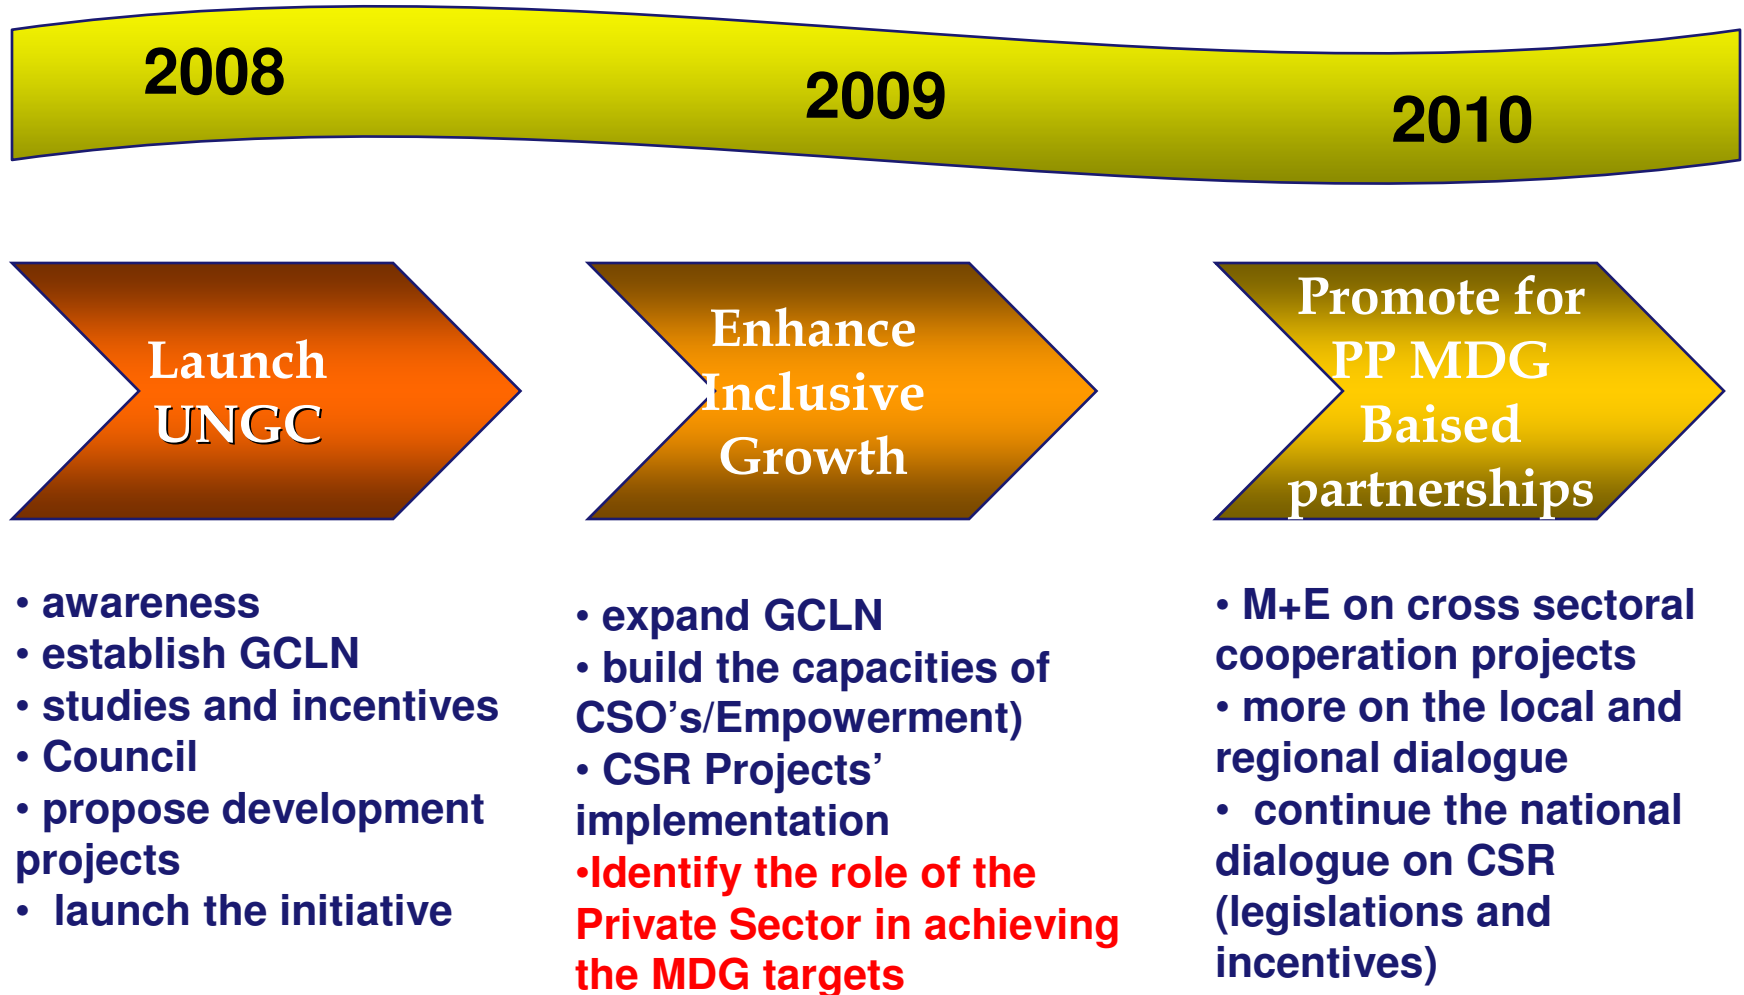 2008
2009
2010
Launch
UNGC
Enhance
Inclusive
Growth
Promote for
PP MDG
Baised
partnerships
• awareness
• establish GCLN
• studies and incentives
• Council
• propose development
projects
• launch the initiative
• expand GCLN
• build the capacities of
CSO’s/Empowerment)
• CSR Projects’
implementation
•Identify the role of the
Private Sector in achieving
the MDG targets
• M+E on cross sectoral
cooperation projects
• more on the local and
regional dialogue
• continue the national
dialogue on CSR
(legislations and
incentives)